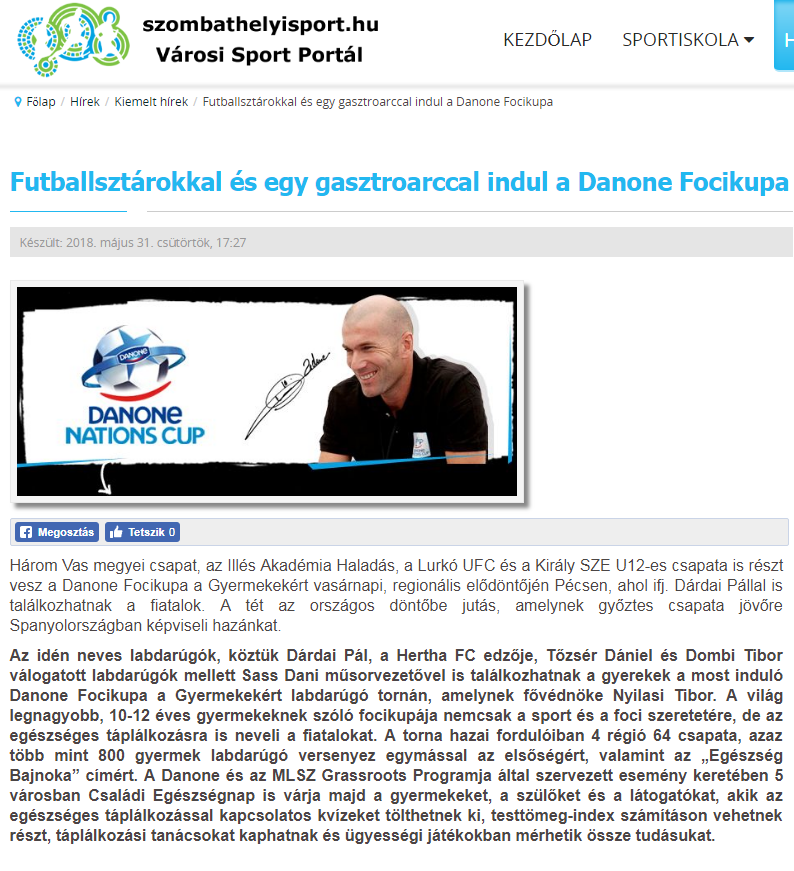 szombathelyisport.hu
Városi Sport Portál
KEZDŐLAP
SPORTISKOLA
H
Főlap / Hírek / Kiemelt hírek / Futballsztárokkal és egy gasztroarccal indul a Danone Focikupa
Futballsztárokkal és egy gasztroarccal indul a Danone Focikupa
Készült: 2018. május 31. csütörtök, 17:27
DANONE
DANONE
NATIONS CUP
Megosztás
Tetszik 0
Három Vas megyei csapat, az Illés Akadémia Haladás, a Lurkó UFC és a Király SZE U12-es csapata is részt
vesz a Danone Focikupa a Gyermekekért vasárnapi, regionális elődöntőjén Pécsen, ahol ifj. Dárdai Pállal is
találkozhatnak a fiatalok. A tét az országos döntőbe jutás, amelynek győztes csapata jövőre
Spanyolországban képviseli hazánkat.
Az idén neves labdarúgók, köztük Dárdai Pál, a Hertha FC edzője, Tőzsér Dániel és Dombi Tibor
válogatott labdarúgók mellett Sass Dani műsorvezetővel is találkozhatnak a gyerekek a most induló
Danone Focikupa a Gyermekekért labdarúgó tornán, amelynek fővédnöke Nyilasi Tibor. A világ
legnagyobb, 10-12 éves gyermekeknek szóló focikupája nemcsak a sport és a foci szeretetére, de az
egészséges táplálkozásra is neveli a fiatalokat. A torna hazai fordulóiban 4 régió 64 csapata, azaz
több mint 800 gyermek labdarúgó versenyez egymással az elsőségért, valamint az „Egészség
Bajnoka” címért. A Danone és az MLSZ Grassroots Programja által szervezett esemény keretében 5
városban Családi Egészségnap is várja majd a gyermekeket, a szülőket és a látogatókat, akik az
egészséges táplálkozással kapcsolatos kvízeket tölthetnek ki, testtömeg-index számításon vehetnek
részt, táplálkozási tanácsokat kaphatnak és ügyességi játékokban mérhetik össze tudásukat.